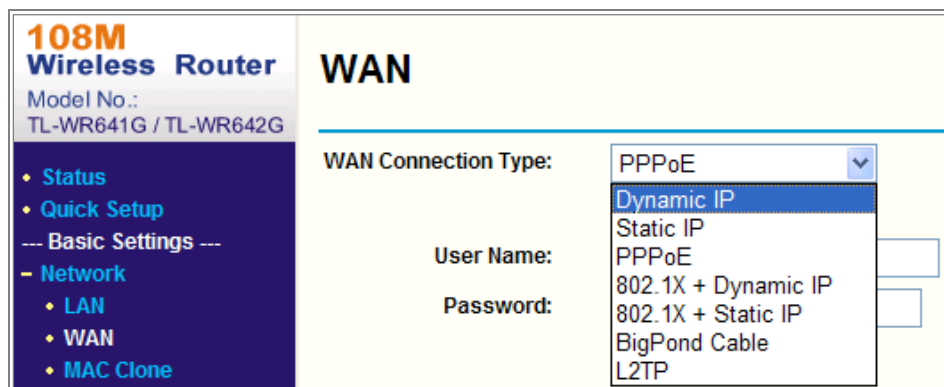 108M
Wireless Router
Model No.:
TL-WR641G / TL-WR642G
• Status
• Quick Setup
--- Basic Settings ---
– Network
• LAN
• WAN
• MAC Clone
WAN
WAN Connection Type: PPPoE
Dynamic IP
Static IP
PPPoE
802.1X + Dynamic IP
802.1X + Static IP
BigPond Cable
L2TP
User Name:
Password: